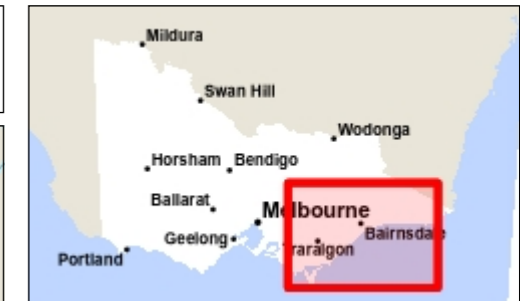 Mildura
Swan Hill
Wodonga
Horsham
Bendigo
Ballarat
Melbourne
Geelong
Bairnsdale
Traralgon
Portland